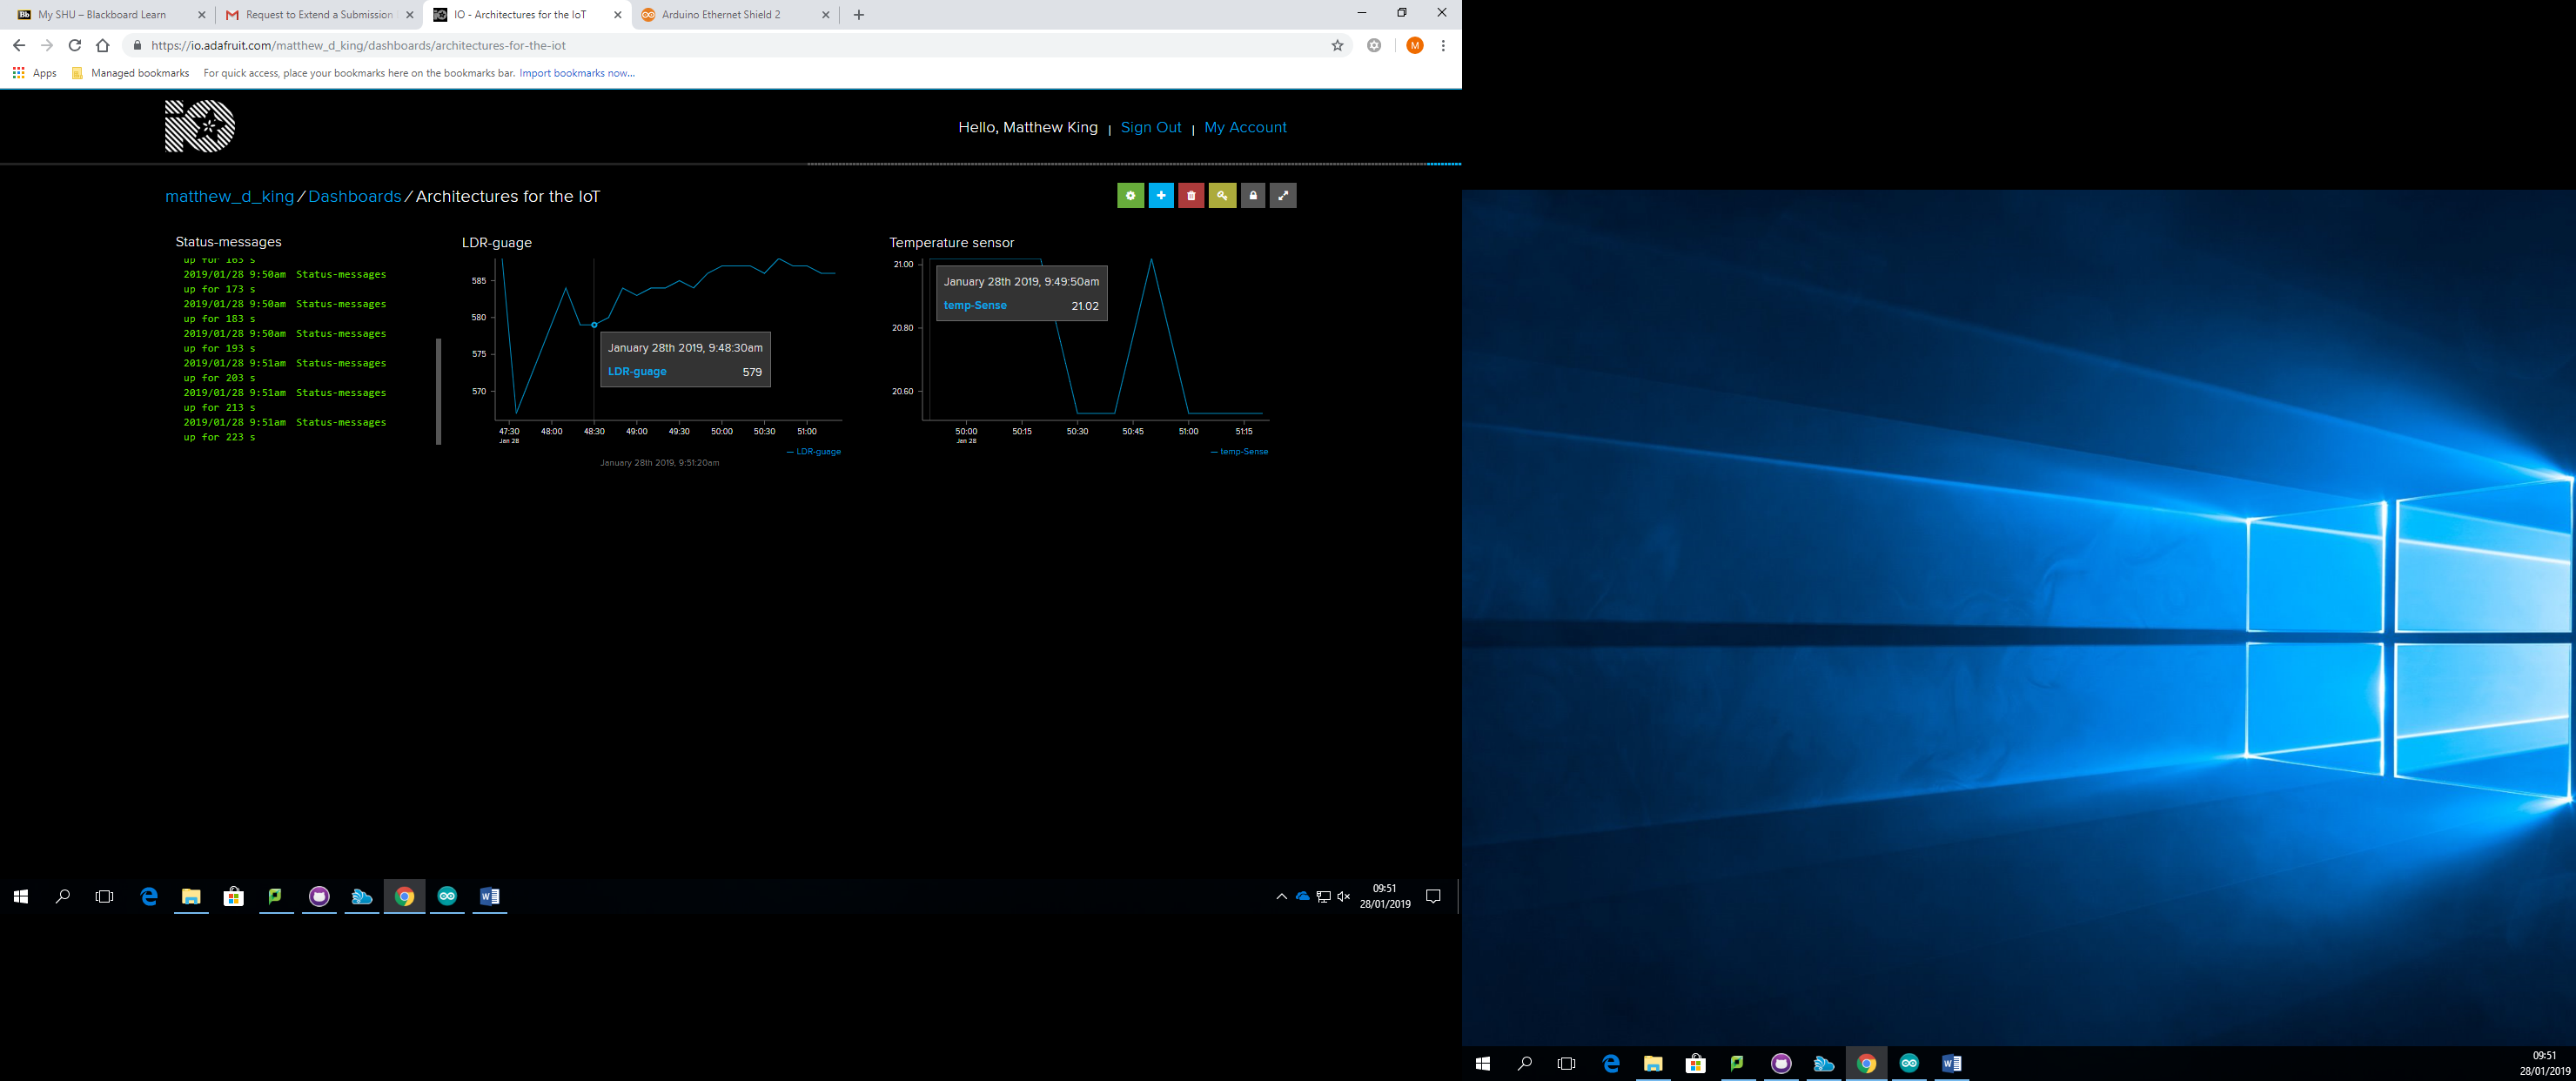 My SHU – Blackboard Learn
Request to Extend a Submission
IO - Architectures for the IoT
Arduino Ethernet Shield 2
https://io.adafruit.com/matthew_d_king/dashboards/architectures-for-the-iot
M
Apps
Managed bookmarks
For quick access, place your bookmarks here on the bookmarks bar. Import bookmarks now...
Hello, Matthew King | Sign Out | My Account
matthew_d_king / Dashboards / Architectures for the IoT
Status-messages
up for 163 s
2019/01/28 9:50am Status-messages
up for 173 s
2019/01/28 9:50am Status-messages
up for 183 s
2019/01/28 9:50am Status-messages
up for 193 s
2019/01/28 9:51am Status-messages
up for 203 s
2019/01/28 9:51am Status-messages
up for 213 s
2019/01/28 9:51am Status-messages
up for 223 s
LDR-guage
585
580
575
570
January 28th 2019, 9:48:30am
LDR-guage 579
47:30 48:00 48:30 49:00 49:30 50:00 50:30 51:00
Jan 28
LDR-guage
January 28th 2019, 9:51:20am
Temperature sensor
21.00
20.80
20.60
January 28th 2019, 9:49:50am
temp-Sense 21.02
50:00 50:15 50:30 50:45 51:00 51:15
Jan 28
temp-Sense
09:51
28/01/2019
09:51
28/01/2019